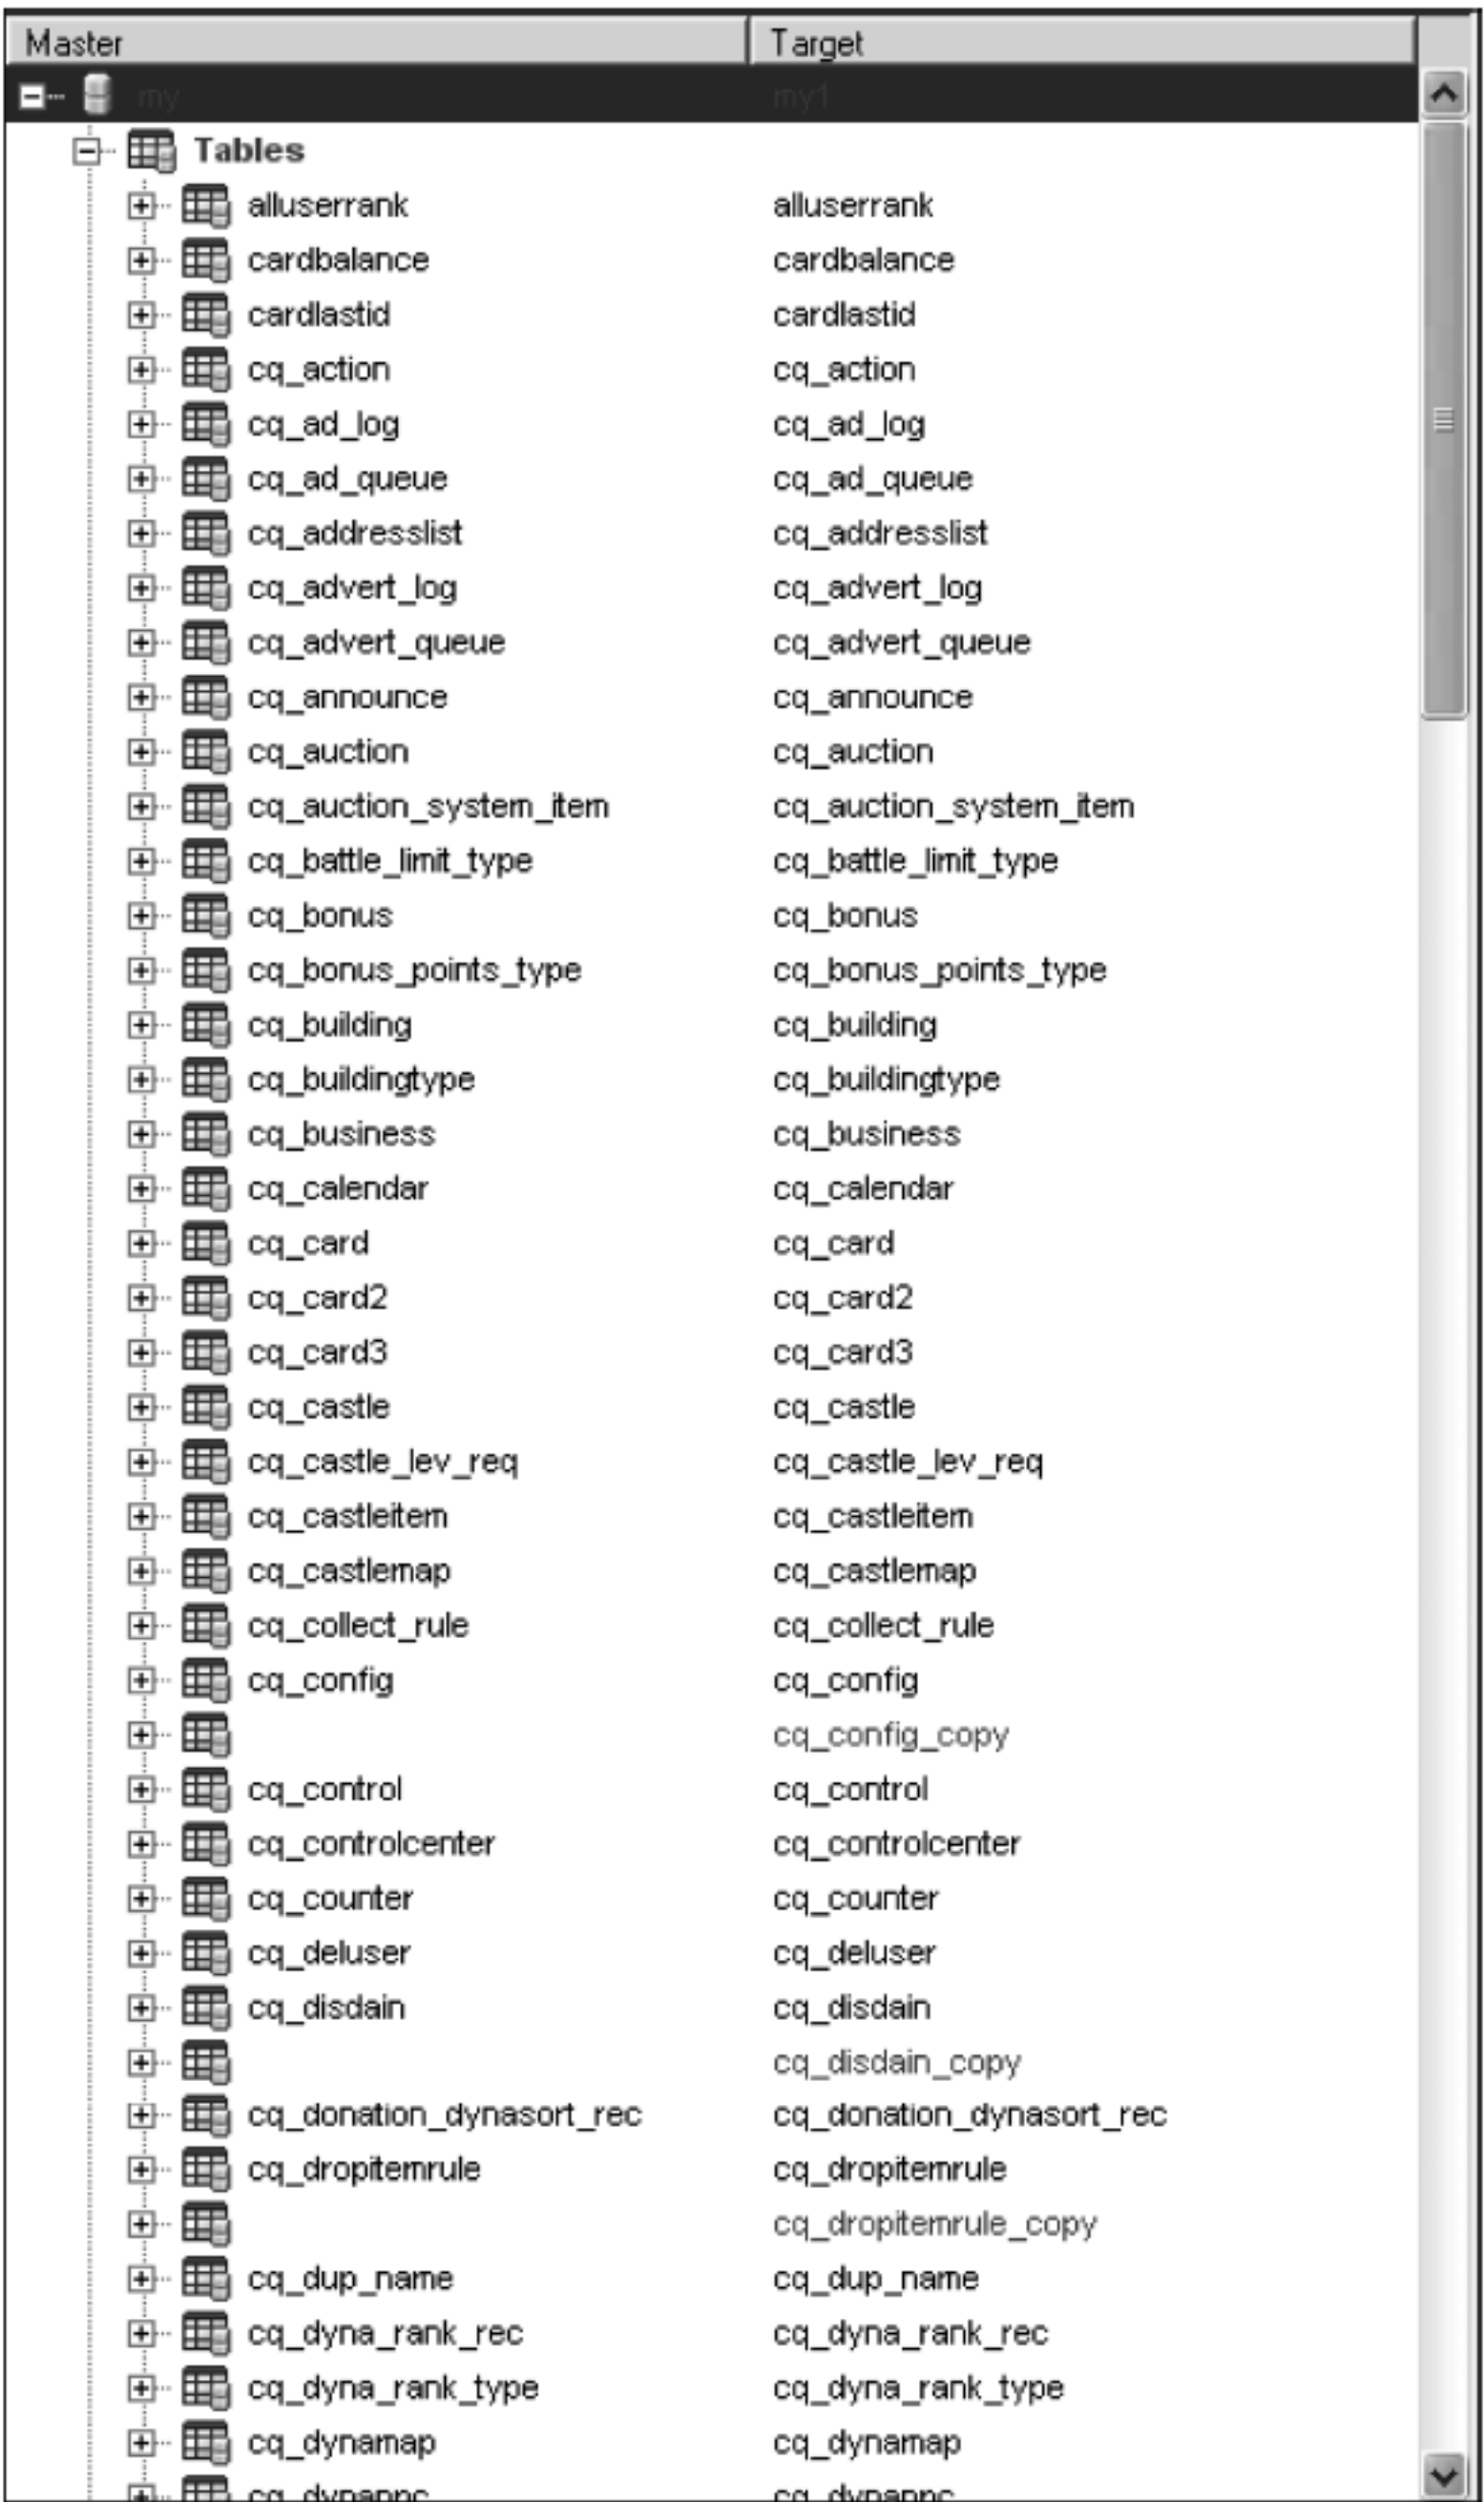 Master Target
my my1
Tables
alluserrank alluserrank
cardbalance cardbalance
cardlastid cardlastid
cq_action cq_action
cq_ad_log cq_ad_log
cq_ad_queue cq_ad_queue
cq_addresslist cq_addresslist
cq_advert_log cq_advert_log
cq_advert_queue cq_advert_queue
cq_announce cq_announce
cq_auction cq_auction
cq_auction_system_item cq_auction_system_item
cq_battle_limit_type cq_battle_limit_type
cq_bonus cq_bonus
cq_bonus_points_type cq_bonus_points_type
cq_building cq_building
cq_buildingtype cq_buildingtype
cq_business cq_business
cq_calendar cq_calendar
cq_card cq_card
cq_card2 cq_card2
cq_card3 cq_card3
cq_castle cq_castle
cq_castle_lev_req cq_castle_lev_req
cq_castleitem cq_castleitem
cq_castlemap cq_castlemap
cq_collect_rule cq_collect_rule
cq_config cq_config
cq_config_copy
cq_control cq_control
cq_controlcenter cq_controlcenter
cq_counter cq_counter
cq_deluser cq_deluser
cq_disdain cq_disdain
cq_disdain_copy
cq_donation_dynasort_rec cq_donation_dynasort_rec
cq_dropitemrule cq_dropitemrule
cq_dropitemrule_copy
cq_dup_name cq_dup_name
cq_dyna_rank_rec cq_dyna_rank_rec
cq_dyna_rank_type cq_dyna_rank_type
cq_dynamap cq_dynamap
cq_dynanpc cq_dynanpc